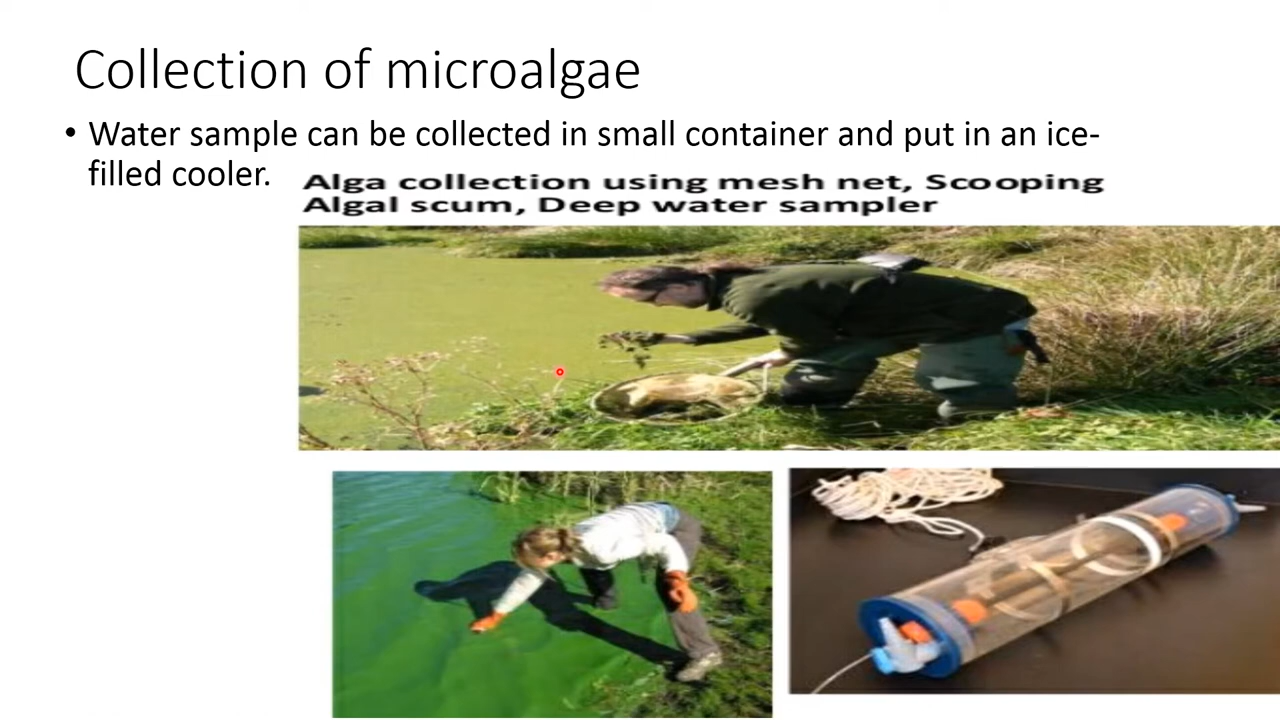 Collection of microalgae
• Water sample can be collected in small container and put in an ice-
filled cooler.
Alga collection using mesh net, Scooping
Algal scum, Deep water sampler